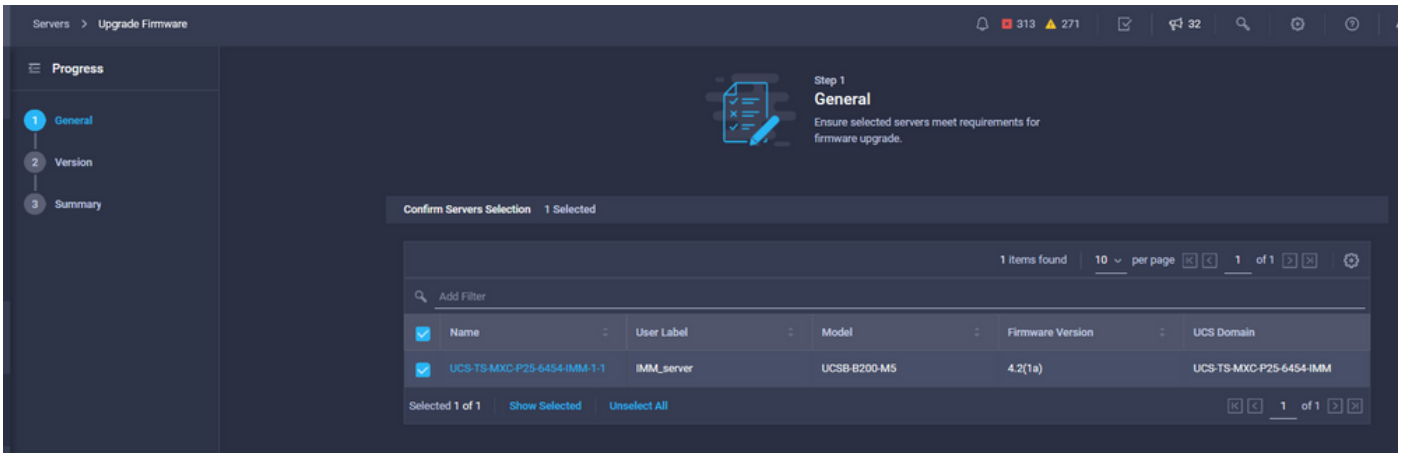 Servers > Upgrade Firmware
313 271 32
Progress
1 General
2 Version
3 Summary
Step 1
General
Ensure selected servers meet requirements for
firmware upgrade.
Confirm Servers Selection 1 Selected
1 items found 10 per page 1 of 1
Add Filter
Name User Label Model Firmware Version UCS Domain
UCS-TS-MXC-P25-6454-IMM-1-1 IMM_server UCSB-B200-M5 4.2(1a) UCS-TS-MXC-P25-6454-IMM
Selected 1 of 1 Show Selected Unselect All 1 of 1